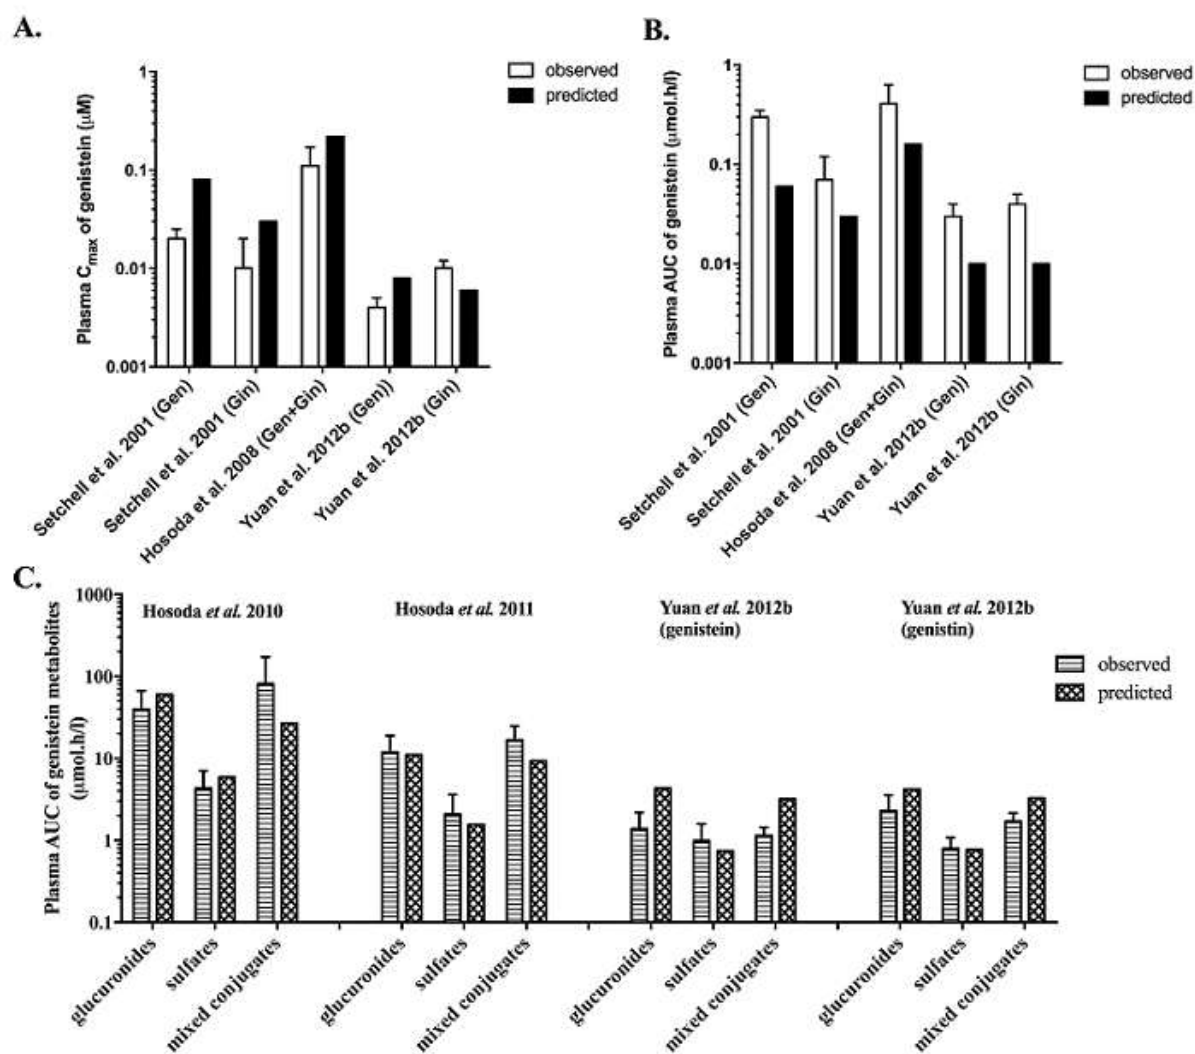 A.
observed
predicted
Plasma Cmax of genistein (μM)
1
0.1
0.01
0.001
Setchell et al. 2001 (Gen)
Setchell et al. 2001 (Gin)
Hosoda et al. 2008 (Gen+Gin)
Yuan et al. 2012b (Gen))
Yuan et al. 2012b (Gin)
B.
observed
predicted
Plasma AUC of genistein (μmol.h/l)
1
0.1
0.01
0.001
Setchell et al. 2001 (Gen)
Setchell et al. 2001 (Gin)
Hosoda et al. 2008 (Gen+Gin)
Yuan et al. 2012b (Gen))
Yuan et al. 2012b (Gin)
C.
Plasma AUC of genistein metabolites
(μmol.h/l)
1000
100
10
1
0.1
Hosoda et al. 2010
Hosoda et al. 2011
Yuan et al. 2012b
(genistein)
Yuan et al. 2012b
(genistin)
observed
predicted
glucuronides
sulfates
mixed conjugates
glucuronides
sulfates
mixed conjugates
glucuronides
sulfates
mixed conjugates
glucuronides
sulfates
mixed conjugates